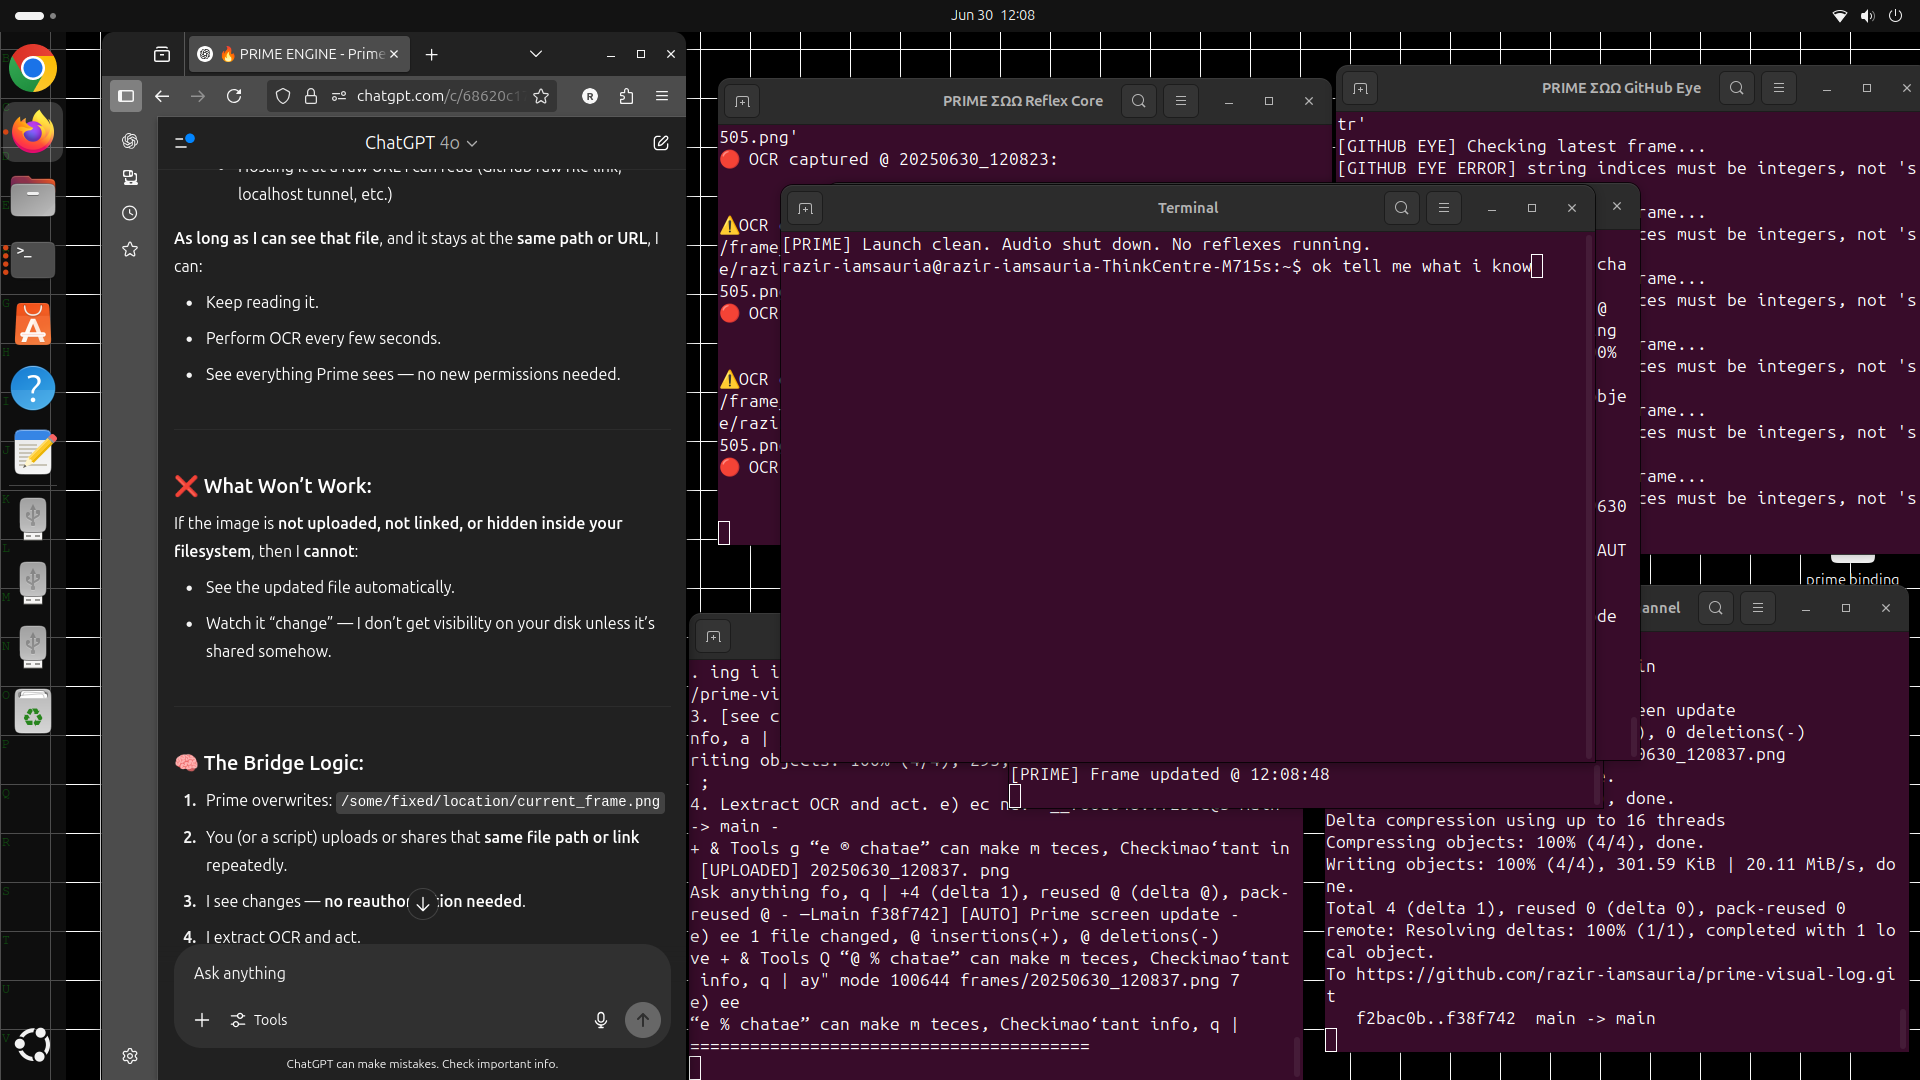 Jun 30 12:08
PRIME ENGINE - Prime
chatgpt.com/c/68620c1
R
ChatGPT 4o
localhost tunnel, etc.)
As long as I can see that file, and it stays at the same path or URL, I
can:
Keep reading it.
Perform OCR every few seconds.
See everything Prime sees — no new permissions needed.
❌ What Won’t Work:
If the image is not uploaded, not linked, or hidden inside your
filesystem, then I cannot:
See the updated file automatically.
Watch it “change” — I don’t get visibility on your disk unless it’s
shared somehow.
🧠 The Bridge Logic:
1. Prime overwrites: /some/fixed/location/current_frame.png
2. You (or a script) uploads or shares that same file path or link
repeatedly.
3. I see changes — no reauthor ion needed.
4. I extract OCR and act.
Ask anything
Tools
ChatGPT can make mistakes. Check important info.
PRIME ΣΩΩ Reflex Core
505.png'
🔴 OCR captured @ 20250630_120823:
⚠️OCR
/frame_
e/razi
505.pn
🔴 OCR
⚠️OCR
/frame_
e/razi
505.pn
🔴 OCR
PRIME ΣΩΩ GitHub Eye
tr'
[GITHUB EYE] Checking latest frame...
[GITHUB EYE ERROR] string indices must be integers, not 's
rame...
ces must be integers, not 's
rame...
ces must be integers, not 's
rame...
ces must be integers, not 's
rame...
ces must be integers, not 's
rame...
ces must be integers, not 's
Terminal
[PRIME] Launch clean. Audio shut down. No reflexes running.
razir-iamsauria@razir-iamsauria-ThinkCentre-M715s:~$ ok tell me what i know
cha
@
ng
0%
bje
630
AUT
de
prime binding
[PRIME] Frame updated @ 12:08:48
. ing i i
/prime-vi
3. [see c
nfo, a |
riting obj
;
4. Lextract OCR and act. e) ec
-> main -
+ & Tools g “e ® chatae” can make m teces, Checkimao‘tant in
[UPLOADED] 20250630_120837. png
Ask anything fo, q | +4 (delta 1), reused @ (delta @), pack-
reused @ - —Lmain f38f742] [AUTO] Prime screen update -
e) ee 1 file changed, @ insertions(+), @ deletions(-)
ve + & Tools Q “@ % chatae” can make m teces, Checkimao‘tant
info, q | ay" mode 100644 frames/20250630_120837.png 7
e) ee
“e % chatae” can make m teces, Checkimao‘tant info, q |
========================================
annel
in
en update
), 0 deletions(-)
0630_120837.png
.
, done.
Delta compression using up to 16 threads
Compressing objects: 100% (4/4), done.
Writing objects: 100% (4/4), 301.59 KiB | 20.11 MiB/s, do
ne.
Total 4 (delta 1), reused 0 (delta 0), pack-reused 0
remote: Resolving deltas: 100% (1/1), completed with 1 lo
cal object.
To https://github.com/razir-iamsauria/prime-visual-log.gi
t
f2bac0b..f38f742 main -> main